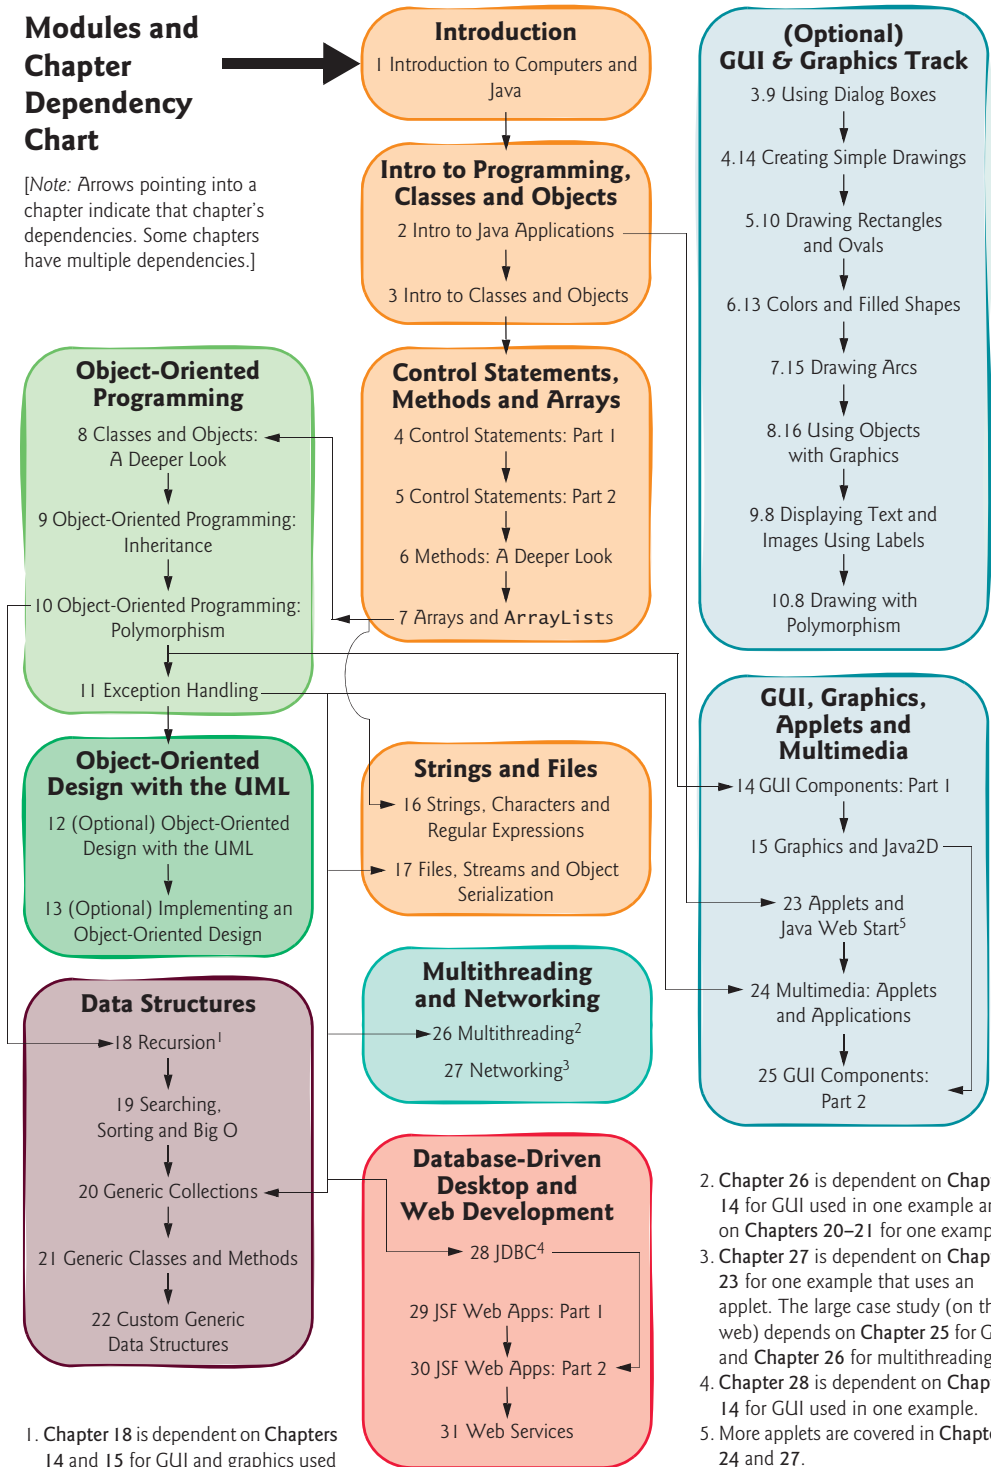 Modules and
Chapter
Dependency
Chart
[Note: Arrows pointing into a
chapter indicate that chapter's
dependencies. Some chapters
have multiple dependencies.]
Introduction
1 Introduction to Computers and
Java
Intro to Programming,
Classes and Objects
2 Intro to Java Applications
3 Intro to Classes and Objects
Control Statements,
Methods and Arrays
4 Control Statements: Part 1
5 Control Statements: Part 2
6 Methods: A Deeper Look
7 Arrays and ArrayLists
(Optional)
GUI & Graphics Track
3.9 Using Dialog Boxes
4.14 Creating Simple Drawings
5.10 Drawing Rectangles
and Ovals
6.13 Colors and Filled Shapes
7.15 Drawing Arcs
8.16 Using Objects
with Graphics
9.8 Displaying Text and
Images Using Labels
10.8 Drawing with
Polymorphism
Object-Oriented
Programming
8 Classes and Objects:
A Deeper Look
9 Object-Oriented Programming:
Inheritance
10 Object-Oriented Programming:
Polymorphism
11 Exception Handling
Object-Oriented
Design with the UML
12 (Optional) Object-Oriented
Design with the UML
13 (Optional) Implementing an
Object-Oriented Design
Strings and Files
16 Strings, Characters and
Regular Expressions
17 Files, Streams and Object
Serialization
GUI, Graphics,
Applets and
Multimedia
14 GUI Components: Part 1
15 Graphics and Java2D
23 Applets and
Java Web Start5
24 Multimedia: Applets
and Applications
25 GUI Components:
Part 2
Data Structures
18 Recursion1
19 Searching,
Sorting and Big O
20 Generic Collections
21 Generic Classes and Methods
22 Custom Generic
Data Structures
Multithreading
and Networking
26 Multithreading2
27 Networking3
Database-Driven
Desktop and
Web Development
28 JDBC4
29 JSF Web Apps: Part 1
30 JSF Web Apps: Part 2
31 Web Services
1. Chapter 18 is dependent on Chapters
14 and 15 for GUI and graphics used
2. Chapter 26 is dependent on
14 for GUI used in one example
on Chapters 20–21 for one
3. Chapter 27 is dependent on
23 for one example that uses an
applet. The large case study (on
web) depends on Chapter 25 for
and Chapter 26 for multithreading
4. Chapter 28 is dependent on
14 for GUI used in one example.
5. More applets are covered in
24 and 27.